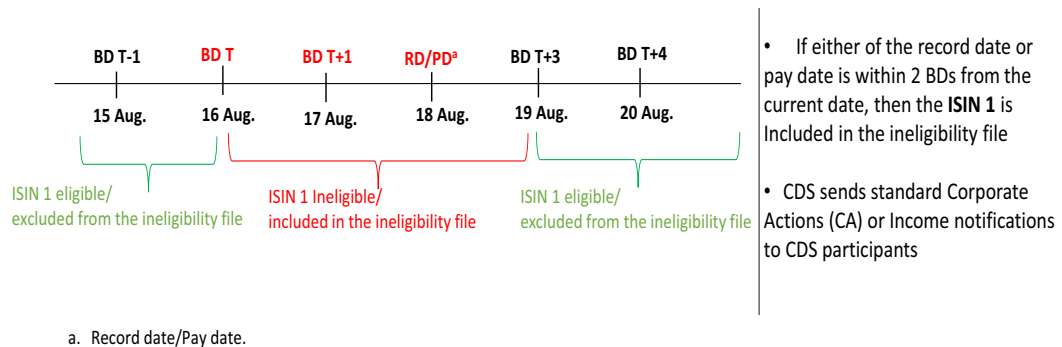 BD T-1 BD T BD T+1 RD/PDᵃ BD T+3 BD T+4
15 Aug. 16 Aug. 17 Aug. 18 Aug. 19 Aug. 20 Aug.
ISIN 1 eligible/
excluded from the ineligibility file
ISIN 1 Ineligible/
included in the ineligibility file
ISIN 1 eligible/
excluded from the ineligibility file
• If either of the record date or
pay date is within 2 BDs from the
current date, then the ISIN 1 is
Included in the ineligibility file
• CDS sends standard Corporate
Actions (CA) or Income notifications
to CDS participants
a. Record date/Pay date.